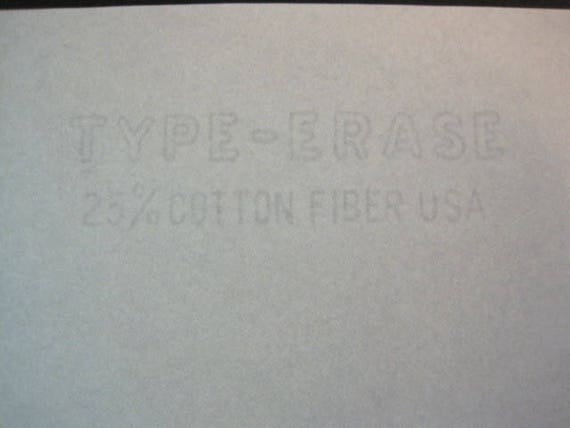 TYPE-ERASE
25% COTTON FIBER USA